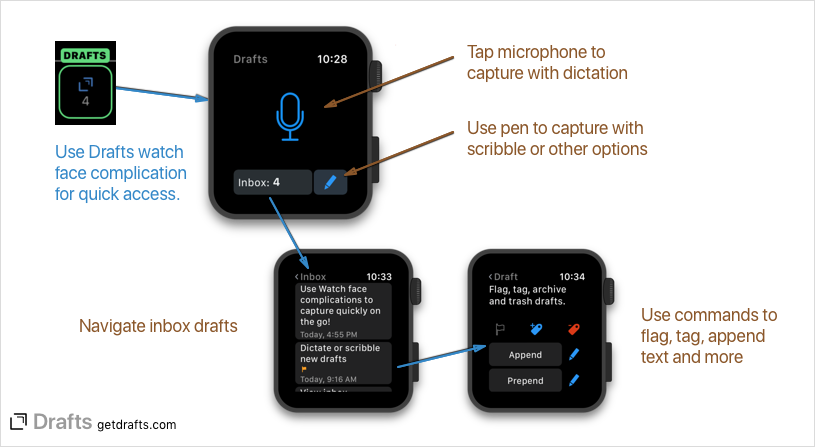 DRAFTS
4
Use Drafts watch
face complication
for quick access.
Drafts 10:28
Inbox: 4
Tap microphone to
capture with dictation
Use pen to capture with
scribble or other options
Navigate inbox drafts
<Inbox 10:33
Use Watch face
complications to
capture quickly on
the go!
Today, 4:55 PM
Dictate or scribble
new drafts
Today, 9:16 AM
View inbox
<Draft 10:34
Flag, tag, archive
and trash drafts.
Append
Prepend
Use commands to
flag, tag, append
text and more
Drafts getdrafts.com